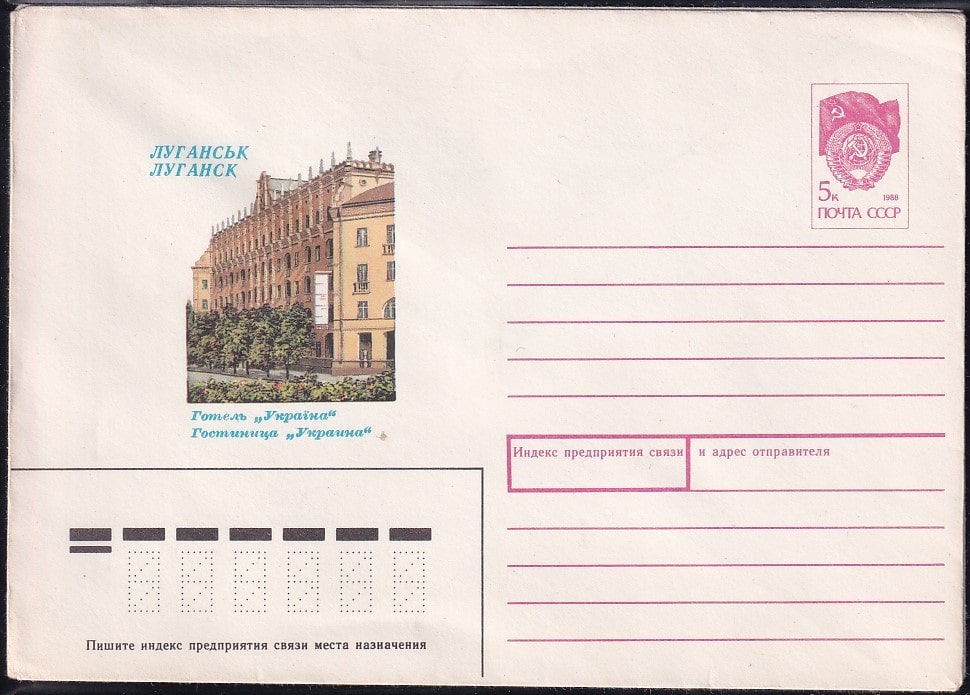 ЛУГАНСЬК
ЛУГАНСК
Готель „Україна“
Гостиница „Украина“
5к 1988
ПОЧТА СССР
Индекс предприятия связи и адрес отправителя
Пишите индекс предприятия связи места назначения